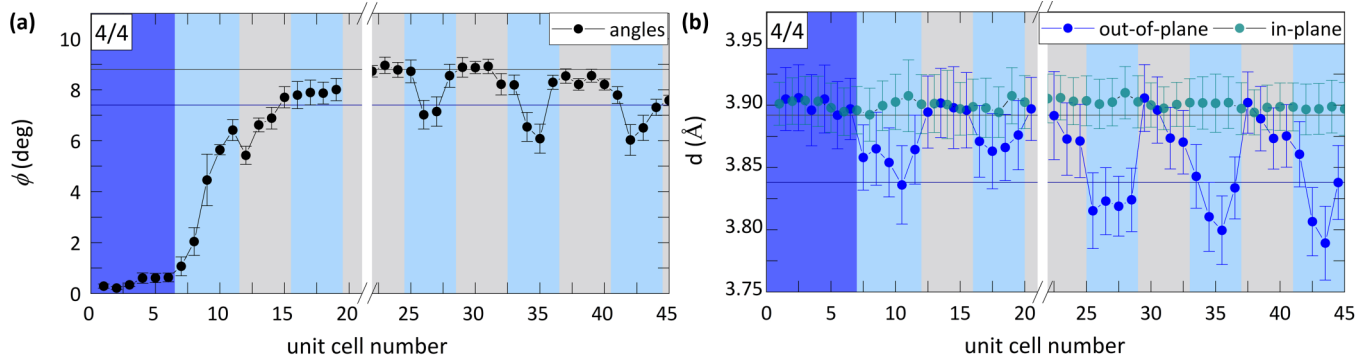 (a)
4/4
angles
10
8
6
4
2
0
ϕ (deg)
0 5 10 15 20 25 30 35 40 45
unit cell number
(b)
4/4
out-of-plane in-plane
3.95
3.90
3.85
3.80
3.75
d (Å)
0 5 10 15 20 25 30 35 40 45
unit cell number